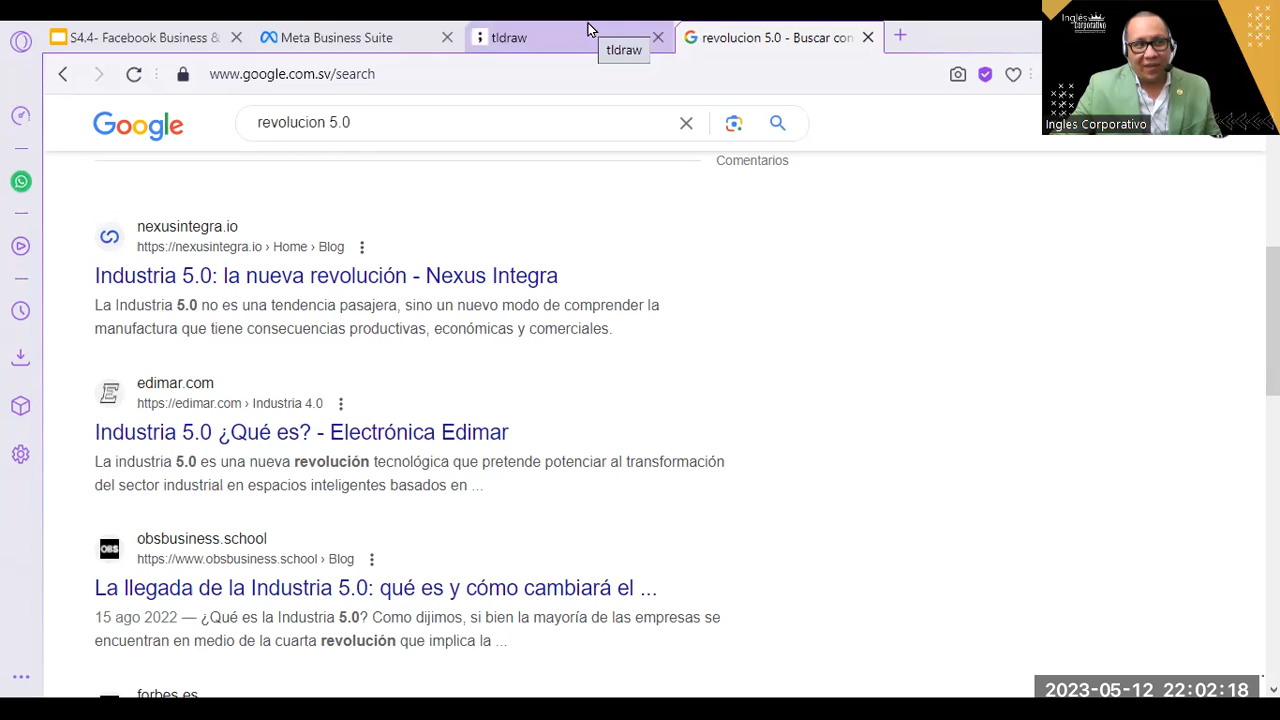 S4.4- Facebook Business &
Meta Business Suite
tldraw
revolucion 5.0 - Buscar con
tldraw
www.google.com.sv/search
Inglés
Corporativo
Ingles Corporativo
Google
revolucion 5.0
Comentarios
nexusintegra.io
https://nexusintegra.io › Home › Blog
Industria 5.0: la nueva revolución - Nexus Integra
La Industria 5.0 no es una tendencia pasajera, sino un nuevo modo de comprender la
manufactura que tiene consecuencias productivas, económicas y comerciales.
edimar.com
https://edimar.com › Industria 4.0
Industria 5.0 ¿Qué es? - Electrónica Edimar
La industria 5.0 es una nueva revolución tecnológica que pretende potenciar al transformación
del sector industrial en espacios inteligentes basados en ...
OBS
obsbusiness.school
https://www.obsbusiness.school › Blog
La llegada de la Industria 5.0: qué es y cómo cambiará el ...
15 ago 2022 — ¿Qué es la Industria 5.0? Como dijimos, si bien la mayoría de las empresas se
encuentran en medio de la cuarta revolución que implica la ...
forbes.es
2023-05-12 22:02:18